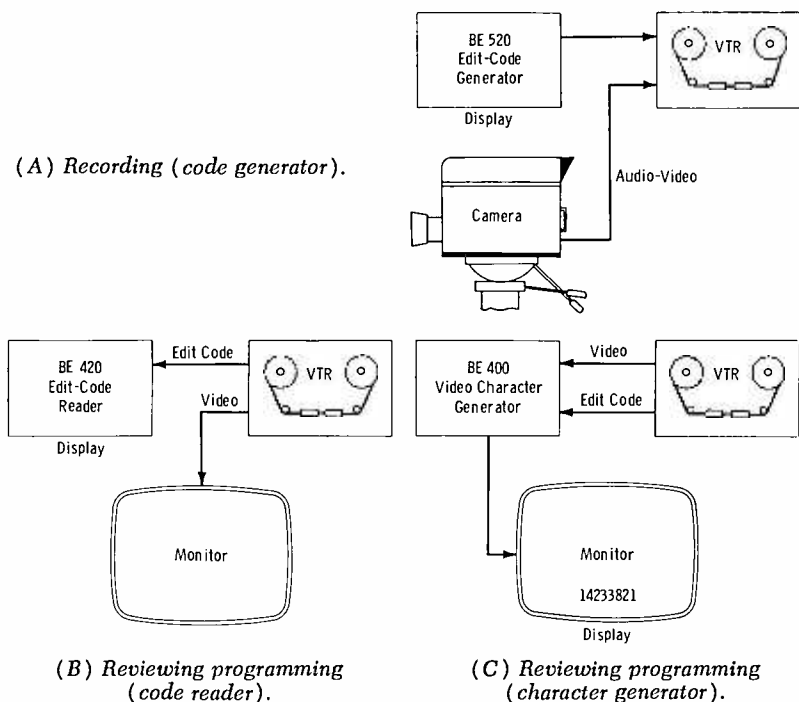 BE 520
Edit-Code
Generator
Display
VTR
(A) Recording (code generator).
Audio-Video
Camera
BE 420
Edit-Code
Reader
Display
Edit Code
Video
VTR
Monitor
(B) Reviewing programming
(code reader).
BE 400
Video Character
Generator
Video
Edit Code
VTR
Monitor
14233821
Display
(C) Reviewing programming
(character generator).